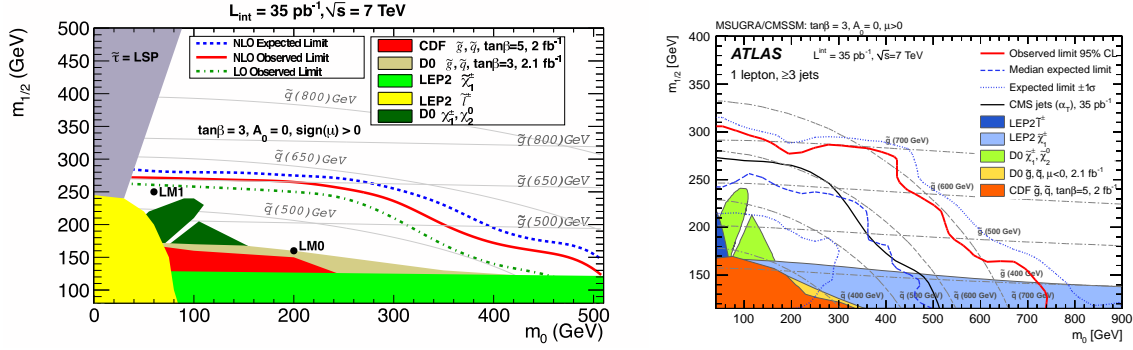 L_int = 35 pb⁻¹, √s = 7 TeV
m_1/2 (GeV)
500
450
400
350
300
250
200
150
100
τ̃ = LSP
NLO Expected Limit
NLO Observed Limit
LO Observed Limit
CDF g̃, q̃, tanβ=5, 2 fb⁻¹
D0 g̃, q̃, tanβ=3, 2.1 fb⁻¹
LEP2 χ̃₁±
LEP2 l̃±
D0 χ₁±, χ₂⁰
q̃(800)GeV
tanβ = 3, A₀ = 0, sign(μ) > 0
g̃(800)GeV
q̃(650)GeV
g̃(650)GeV
LM1
q̃(500)GeV
g̃(500)GeV
LM0
0 100 200 300 400 500
m₀ (GeV)
MSUGRA/CMSSM: tanβ = 3, A₀= 0, μ>0
m_1/2 [GeV]
400
350
300
250
200
150
ATLAS
L^int = 35 pb⁻¹, √s=7 TeV
1 lepton, ≥3 jets
Observed limit 95% CL
Median expected limit
Expected limit ±1σ
CMS jets (α_T), 35 pb⁻¹
LEP2 l̃±
LEP2 χ̃₁±
D0 χ̃₁±, χ̃₂⁰
D0 g̃, q̃, μ<0, 2.1 fb⁻¹
CDF g̃, q̃, tanβ=5, 2 fb⁻¹
g̃ (700 GeV)
g̃ (600 GeV)
g̃ (500 GeV)
g̃ (400 GeV)
q̃ (400 GeV)
q̃ (500 GeV)
q̃ (600 GeV)
q̃ (700 GeV)
100 200 300 400 500 600 700 800 900
m₀ [GeV]